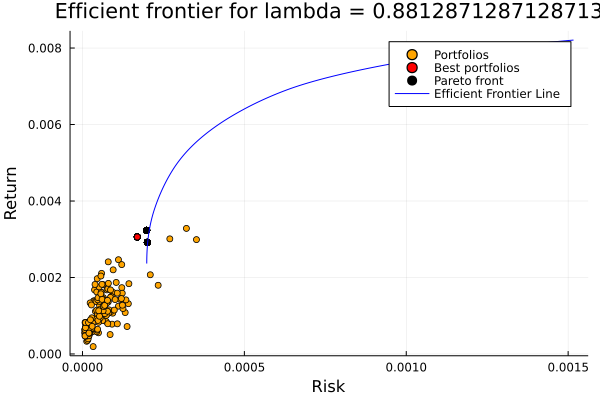 Efficient frontier for lambda = 0.8812871287128713
Return
0.008
0.006
0.004
0.002
0.000
Portfolios
Best portfolios
Pareto front
Efficient Frontier Line
0.0000
0.0005
0.0010
0.0015
Risk